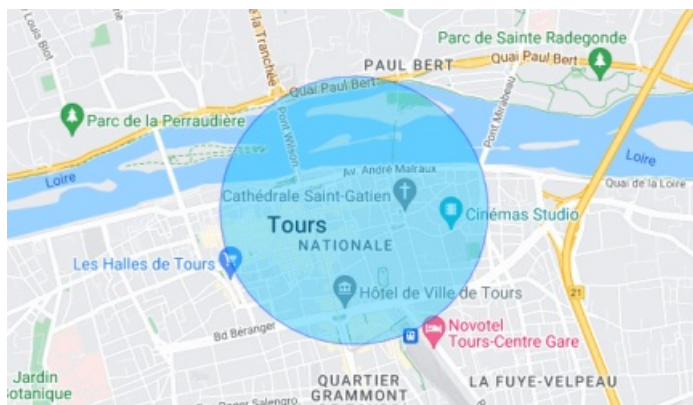 Louis Blot
la Tranchée
Parc de Sainte Radegonde
PAUL BERT
Quai Paul Bert
Quai Paul Bert
Parc de la Perraudière
Pont Wilson
Pont Mirabeau
Loire
Loire
Av. André Malraux
Quai de la Loire
Cathédrale Saint-Gatien
Cinémas Studio
Tours
NATIONALE
Les Halles de Tours
Hôtel de Ville de Tours
21
Bd Béranger
Novotel
Tours-Centre Gare
Jardin
Botanique
QUARTIER
GRAMMONT
LA FUYE-VELPEAU